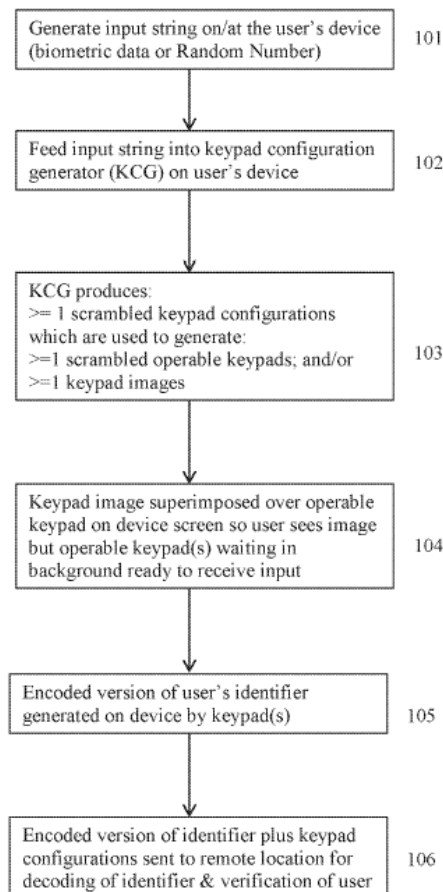 Generate input string on/at the user's device
(biometric data or Random Number)
101
Feed input string into keypad configuration
generator (KCG) on user's device
102
KCG produces:
>= 1 scrambled keypad configurations
which are used to generate:
>=1 scrambled operable keypads; and/or
>=1 keypad images
103
Keypad image superimposed over operable
keypad on device screen so user sees image
but operable keypad(s) waiting in
background ready to receive input
104
Encoded version of user's identifier
generated on device by keypad(s)
105
Encoded version of identifier plus keypad
configurations sent to remote location for
decoding of identifier & verification of user
106